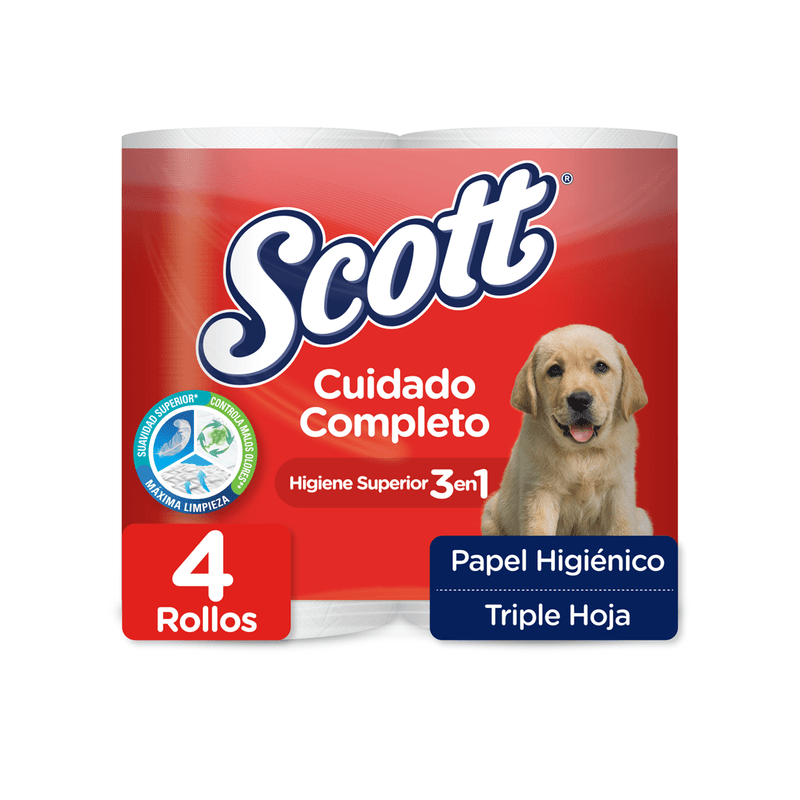 Scott®
Cuidado
Completo
Higiene Superior 3en1
SUAVIDAD SUPERIOR*
CONTROLA MALOS OLORES**
MÁXIMA LIMPIEZA
4
Rollos
Papel Higiénico
Triple Hoja